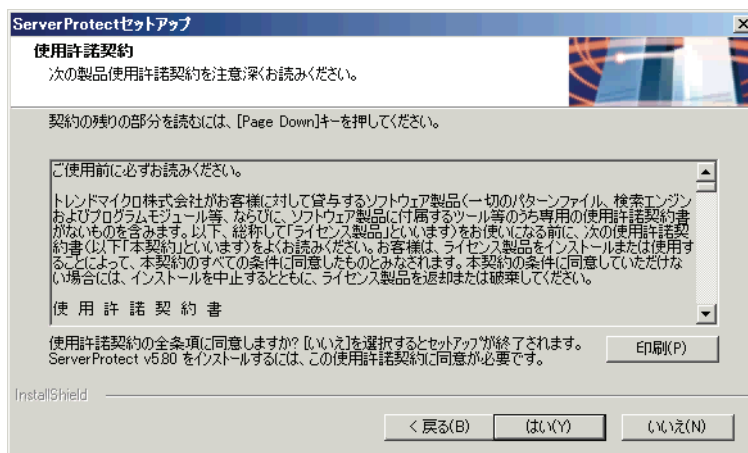 ServerProtectセットアップ
使用許諾契約
次の製品使用許諾契約を注意深くお読みください。
契約の残りの部分を読むには、[Page Down]キーを押してください。
ご使用前に必ずお読みください。
トレンドマイクロ株式会社がお客様に対して貸与するソフトウェア製品(一切のパターンファイル、検索エンジン
およびプログラムモジュール等、ならびに、ソフトウェア製品に付属するツール等のうち専用の使用許諾契約書
がないものを含みます。以下、総称して「ライセンス製品」といいます)をお使いになる前に、次の使用許諾契
約書(以下「本契約」といいます)をよくお読みください。お客様は、ライセンス製品をインストールまたは使用す
ることによって、本契約のすべての条件に同意したものとみなされます。本契約の条件に同意していただけな
い場合には、インストールを中止するとともに、ライセンス製品を返却または破棄してください。
使 用 許 諾 契 約 書
使用許諾契約の全条項に同意しますか? [いいえ]を選択するとセットアップが終了されます。
ServerProtect v5.80 をインストールするには、この使用許諾契約に同意が必要です。
印刷(P)
InstallShield
< 戻る(B)
はい(Y)
いいえ(N)